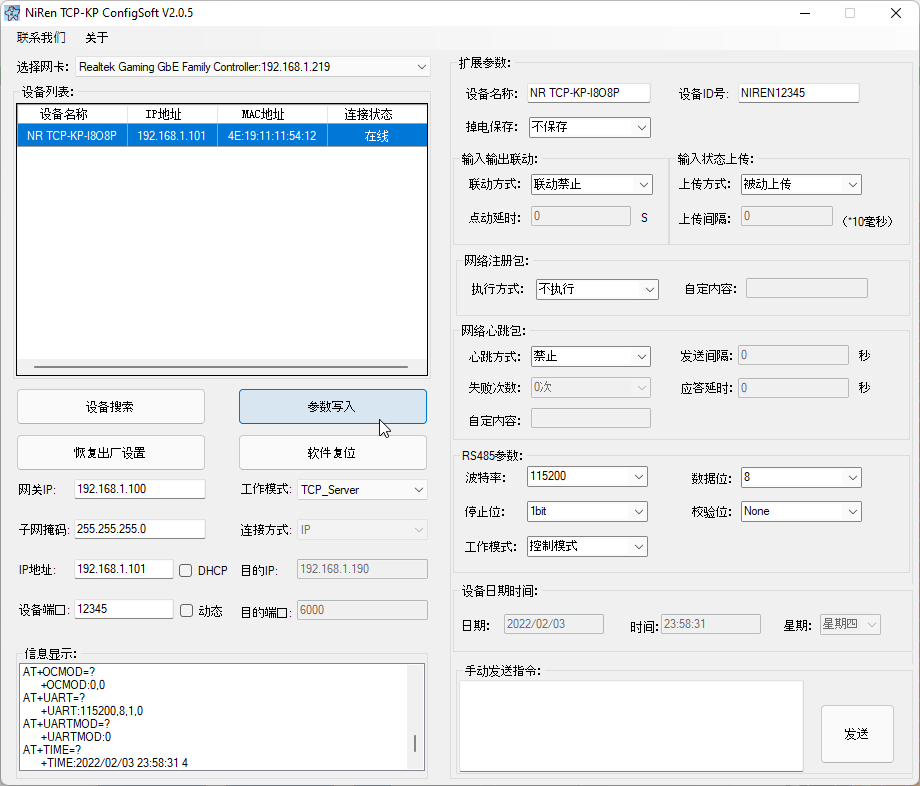 NiRen TCP-KP ConfigSoft V2.0.5
联系我们 关于
选择网卡: Realtek Gaming GbE Family Controller:192.168.1.219
设备列表:
设备名称 IP地址 MAC地址 连接状态
NR TCP-KP-I8O8P 192.168.1.101 4E:19:11:11:54:12 在线
设备搜索 参数写入
恢复出厂设置 软件复位
网关IP: 192.168.1.100 工作模式: TCP_Server
子网掩码: 255.255.255.0 连接方式: IP
IP地址: 192.168.1.101 DHCP 目的IP: 192.168.1.190
设备端口: 12345 动态 目的端口: 6000
信息显示:
AT+OCMOD=?
+OCMOD:0,0
AT+UART=?
+UART:115200,8,1,0
AT+UARTMOD=?
+UARTMOD:0
AT+TIME=?
+TIME:2022/02/03 23:58:31 4
扩展参数:
设备名称: NR TCP-KP-I8O8P 设备ID号: NIREN12345
掉电保存: 不保存
输入输出联动: 输入状态上传:
联动方式: 联动禁止 上传方式: 被动上传
点动延时: 0 S 上传间隔: 0 (*10毫秒)
网络注册包:
执行方式: 不执行 自定内容:
网络心跳包:
心跳方式: 禁止 发送间隔: 0 秒
失败次数: 0次 应答延时: 0 秒
自定内容:
RS485参数:
波特率: 115200 数据位: 8
停止位: 1bit 校验位: None
工作模式: 控制模式
设备日期时间:
日期: 2022/02/03 时间: 23:58:31 星期: 星期四
手动发送指令:
发送